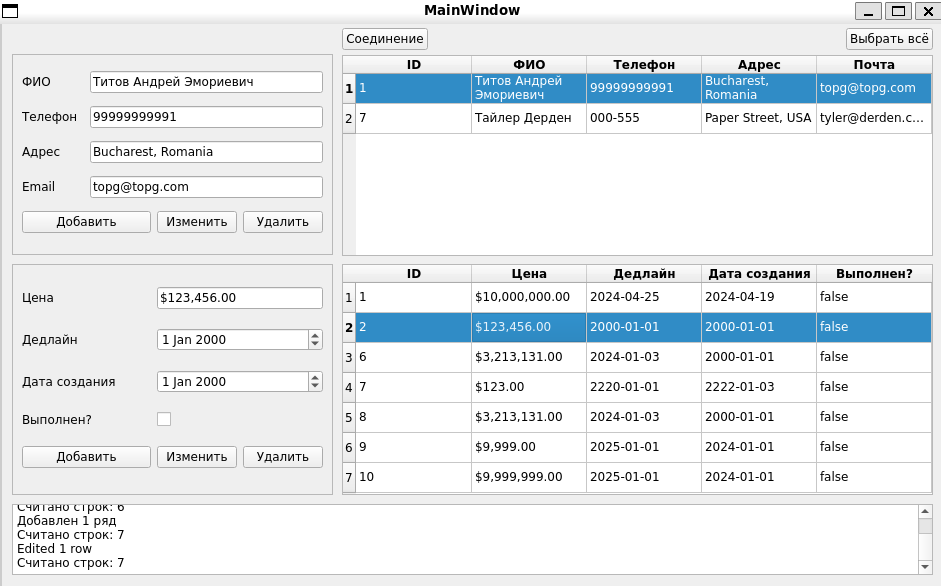 MainWindow
Соединение
Выбрать всё
ФИО
Титов Андрей Эмориевич
Телефон
99999999991
Адрес
Bucharest, Romania
Email
topg@topg.com
Добавить
Изменить
Удалить
ID ФИО Телефон Адрес Почта
1 1 Титов Андрей Эмориевич 99999999991 Bucharest, Romania topg@topg.com
2 7 Тайлер Дерден 000-555 Paper Street, USA tyler@derden.c...
Цена
$123,456.00
Дедлайн
1 Jan 2000
Дата создания
1 Jan 2000
Выполнен?
Добавить
Изменить
Удалить
ID Цена Дедлайн Дата создания Выполнен?
1 1 $10,000,000.00 2024-04-25 2024-04-19 false
2 2 $123,456.00 2000-01-01 2000-01-01 false
3 6 $3,213,131.00 2024-01-03 2000-01-01 false
4 7 $123.00 2220-01-01 2222-01-03 false
5 8 $3,213,131.00 2024-01-03 2000-01-01 false
6 9 $9,999.00 2025-01-01 2024-01-01 false
7 10 $9,999,999.00 2025-01-01 2024-01-01 false
Считано строк: 6
Добавлен 1 ряд
Считано строк: 7
Edited 1 row
Считано строк: 7